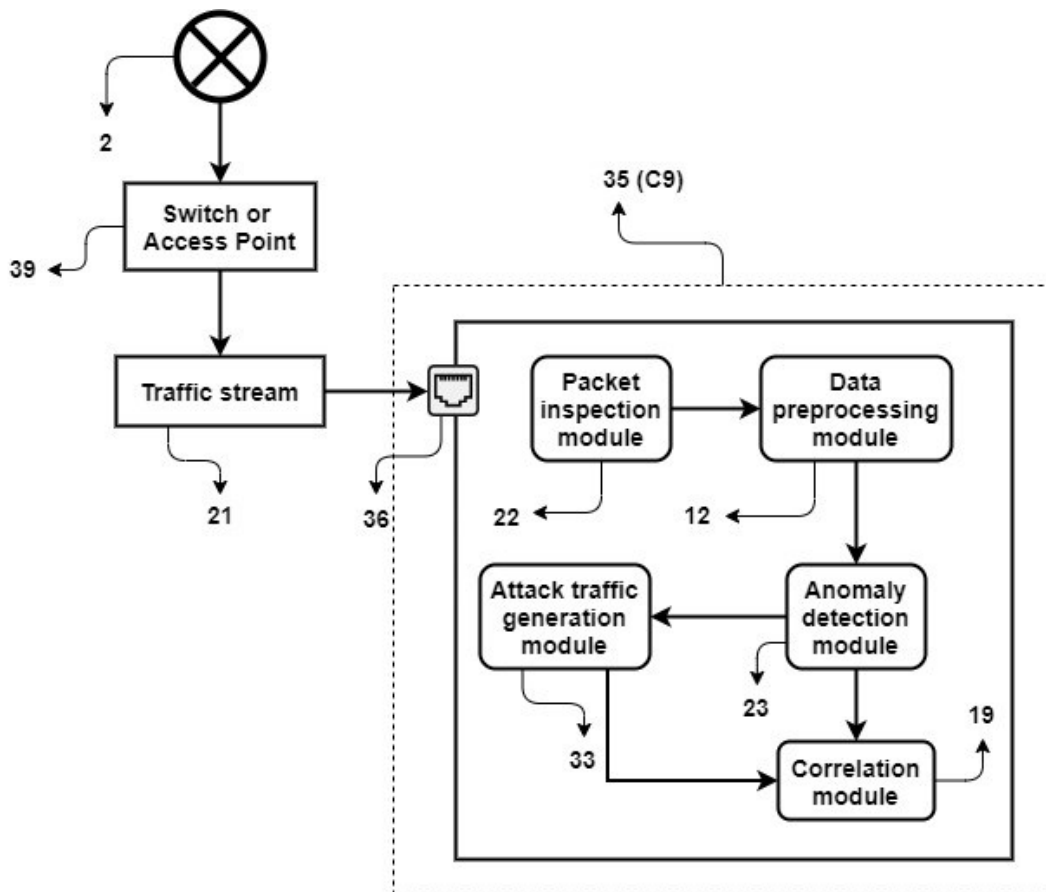 2
Switch or
Access Point
39
35 (C9)
Traffic stream
21
36
Packet
inspection
module
22
Data
preprocessing
module
12
Attack traffic
generation
module
33
Anomaly
detection
module
23
19
Correlation
module